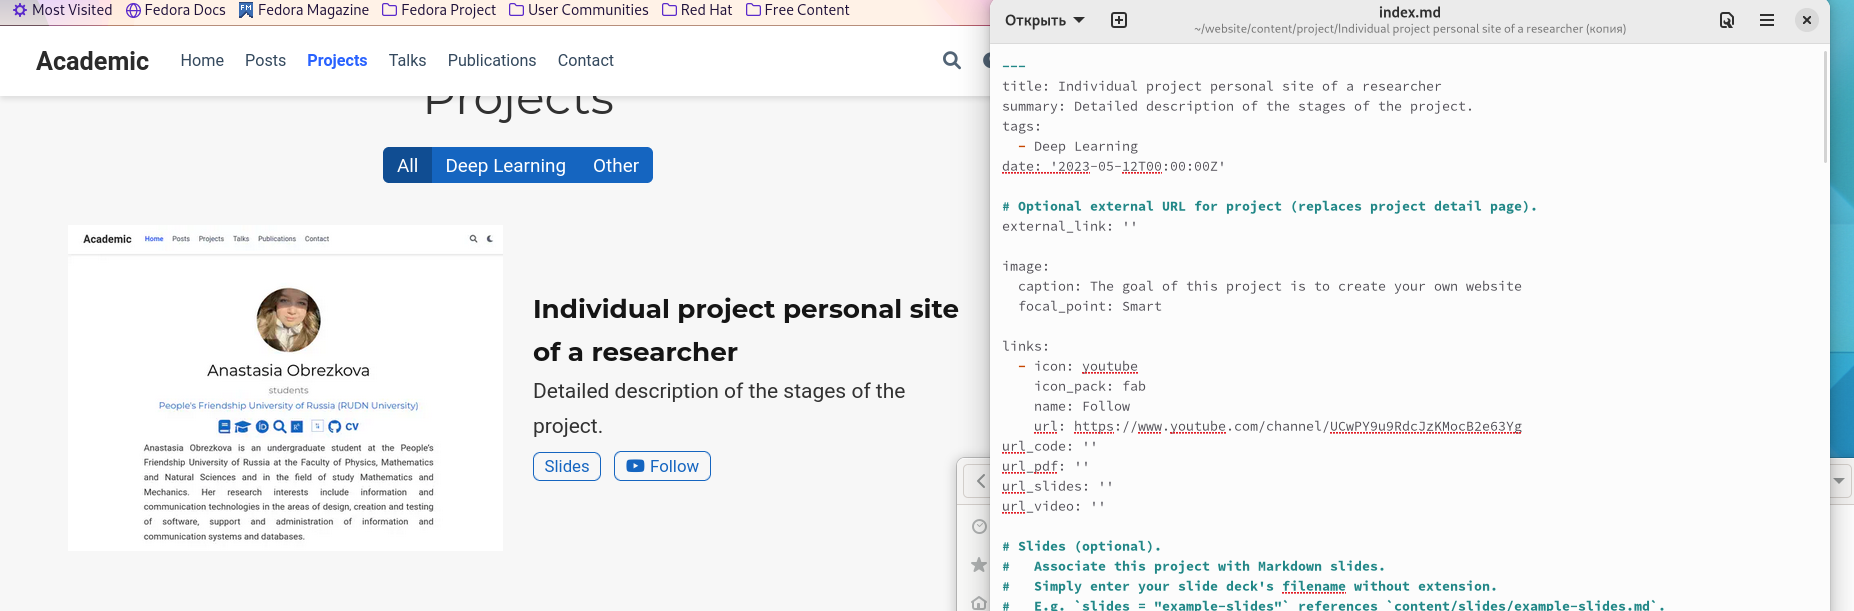 Most Visited Fedora Docs Fedora Magazine Fedora Project User Communities Red Hat Free Content
Academic Home Posts Projects Talks Publications Contact
Projects
All Deep Learning Other
Academic Home Posts Projects Talks Publications Contact
Anastasia Obrezkova
students
People's Friendship University of Russia (RUDN University)
CV
Anastasia Obrezkova is an undergraduate student at the People's
Friendship University of Russia at the Faculty of Physics, Mathematics
and Natural Sciences and in the field of study Mathematics and
Mechanics. Her research interests include information and
communication technologies in the areas of design, creation and testing
of software, support and administration of information and
communication systems and databases.
Individual project personal site
of a researcher
Detailed description of the stages of the
project.
Slides Follow
Открыть
index.md
~/website/content/project/Individual project personal site of a researcher (копия)
---
title: Individual project personal site of a researcher
summary: Detailed description of the stages of the project.
tags:
- Deep Learning
date: '2023-05-12T00:00:00Z'
# Optional external URL for project (replaces project detail page).
external_link: ''
image:
caption: The goal of this project is to create your own website
focal_point: Smart
links:
- icon: youtube
icon_pack: fab
name: Follow
url: https://www.youtube.com/channel/UCwPY9u9RdcJzKMocB2e63Yg
url_code: ''
url_pdf: ''
url_slides: ''
url_video: ''
# Slides (optional).
# Associate this project with Markdown slides.
# Simply enter your slide deck's filename without extension.
# E.g. `slides = "example-slides"` references `content/slides/example-slides.md`.